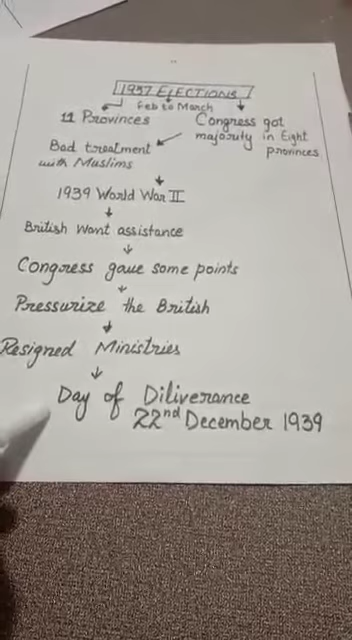 1937 ELECTIONS
Feb to March
11 Provinces
Congress got
majority in Eight
provinces
Bad treatment
with Muslims
1939 World War II
British Want assistance
Congress gave some points
Pressurize the British
Resigned Ministries
Day of Diliverance
22nd December 1939